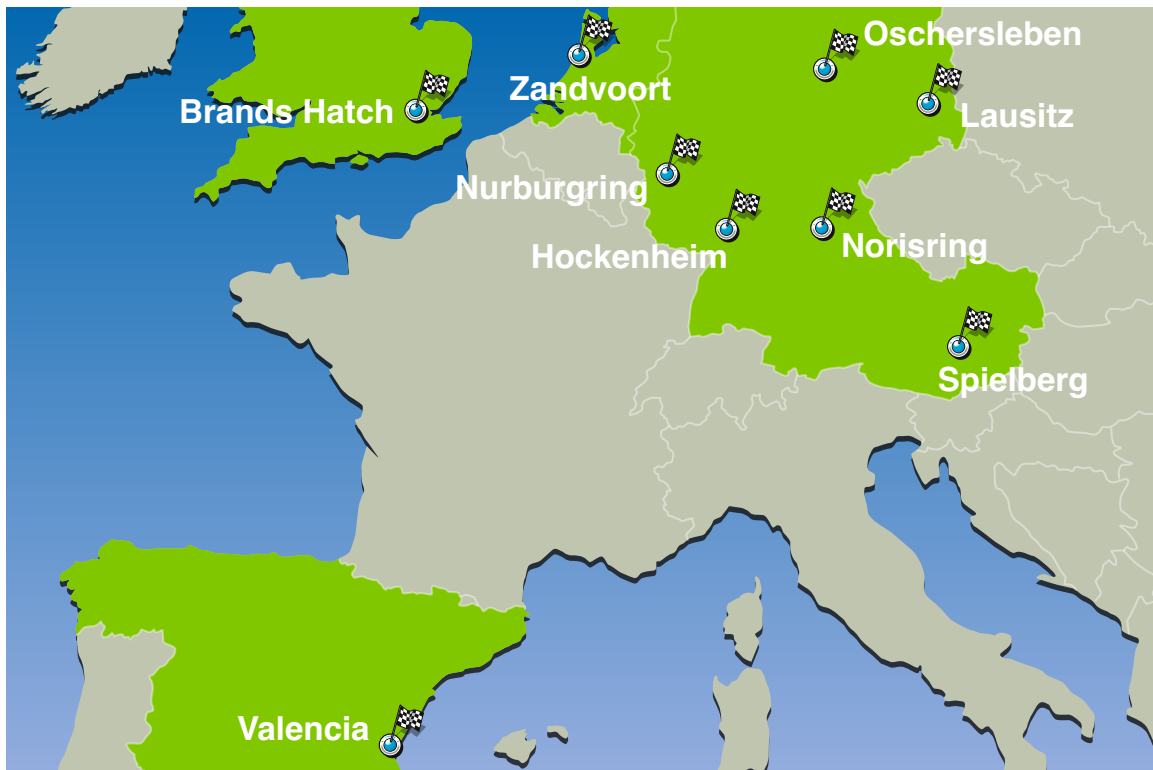 Oschersleben
Zandvoort
Brands Hatch
Lausitz
Nurburgring
Norisring
Hockenheim
Spielberg
Valencia